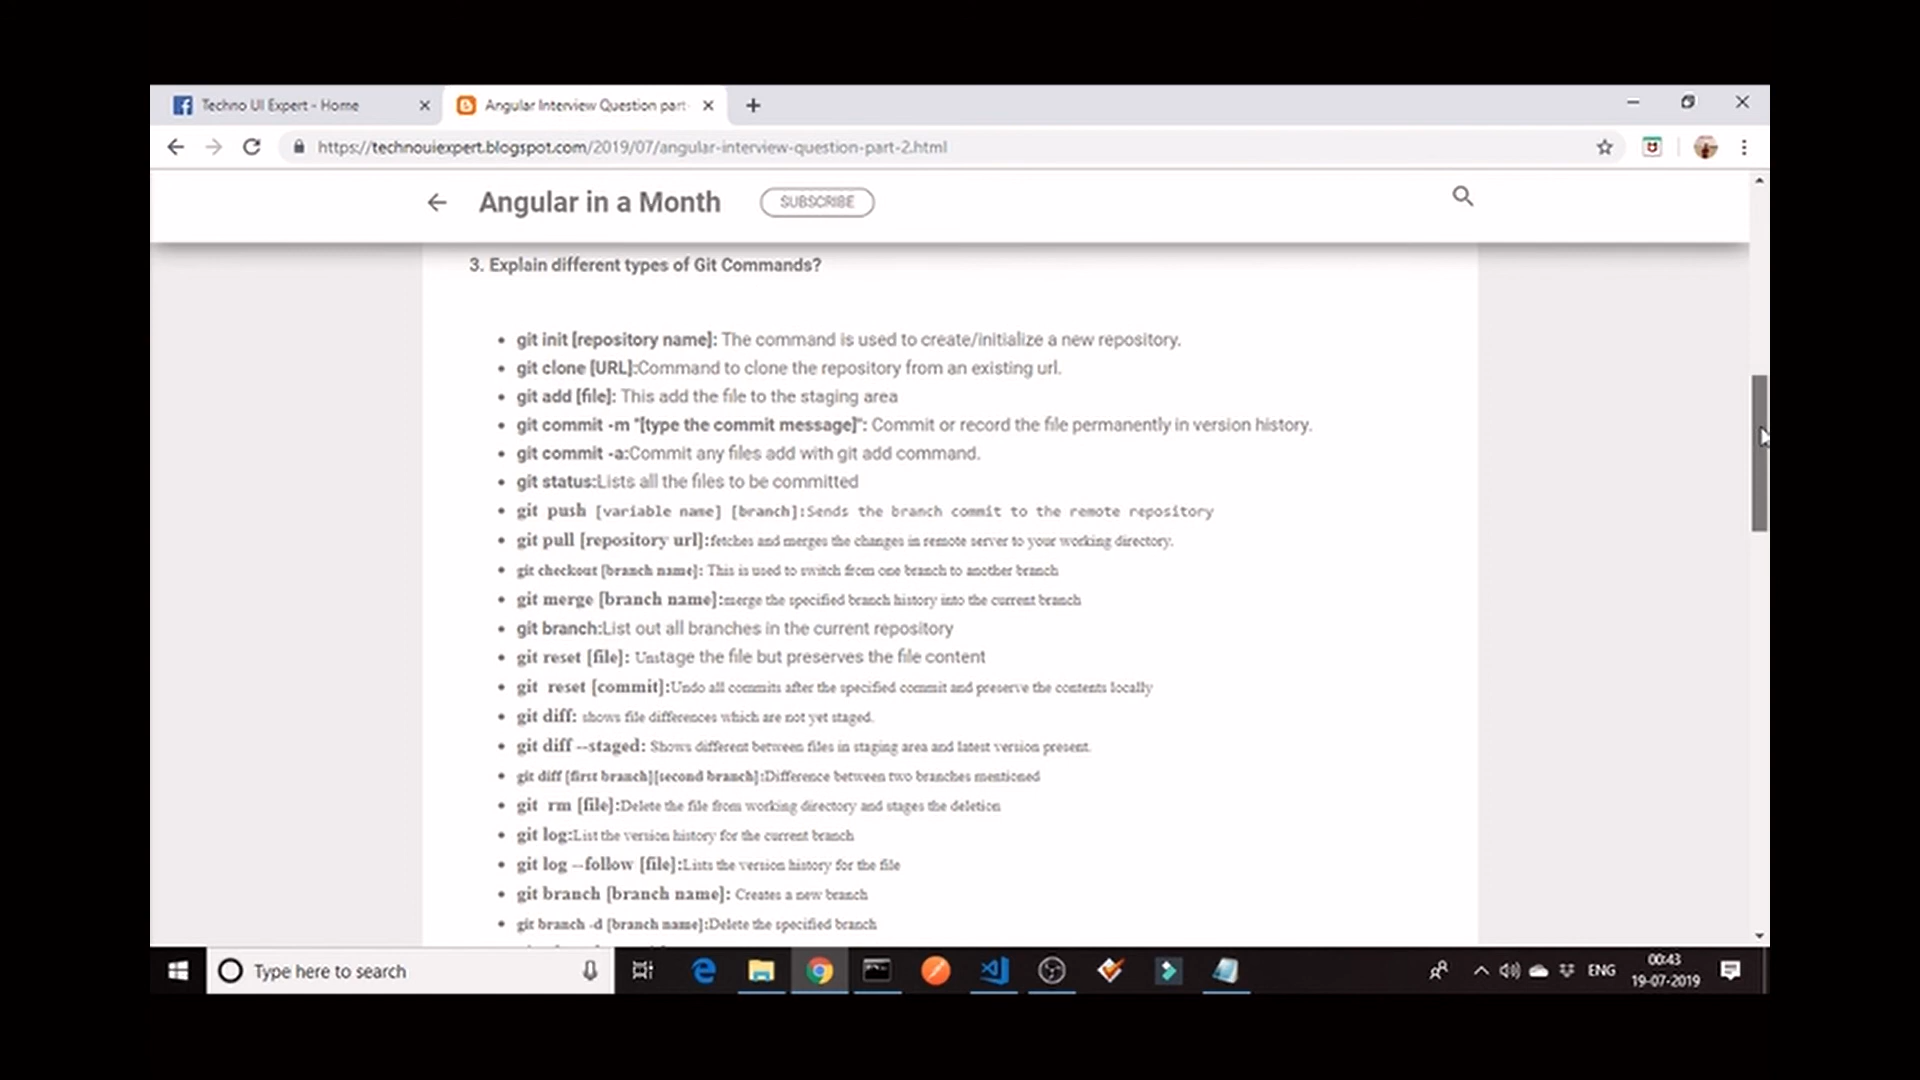 Techno UI Expert - Home
Angular Interview Question part-
https://technouiexpert.blogspot.com/2019/07/angular-interview-question-part-2.html
Angular in a Month
SUBSCRIBE
3. Explain different types of Git Commands?
git init [repository name]: The command is used to create/initialize a new repository.
git clone [URL]:Command to clone the repository from an existing url.
git add [file]: This add the file to the staging area
git commit -m "[type the commit message]": Commit or record the file permanently in version history.
git commit -a:Commit any files add with git add command.
git status:Lists all the files to be committed
git push [variable name] [branch]:Sends the branch commit to the remote repository
git pull [repository url]:fetches and merges the changes in remote server to your working directory.
git checkout [branch name]: This is used to switch from one branch to another branch
git merge [branch name]:merge the specified branch history into the current branch
git branch:List out all branches in the current repository
git reset [file]: Unstage the file but preserves the file content
git reset [commit]:Undo all commits after the specified commit and preserve the contents locally
git diff: shows file differences which are not yet staged.
git diff --staged: Shows different between files in staging area and latest version present.
git diff [first branch][second branch]:Difference between two branches mentioned
git rm [file]:Delete the file from working directory and stages the deletion
git log:List the version history for the current branch
git log --follow [file]:Lists the version history for the file
git branch [branch name]: Creates a new branch
git branch -d [branch name]:Delete the specified branch
Type here to search
ENG
00:43
19-07-2019